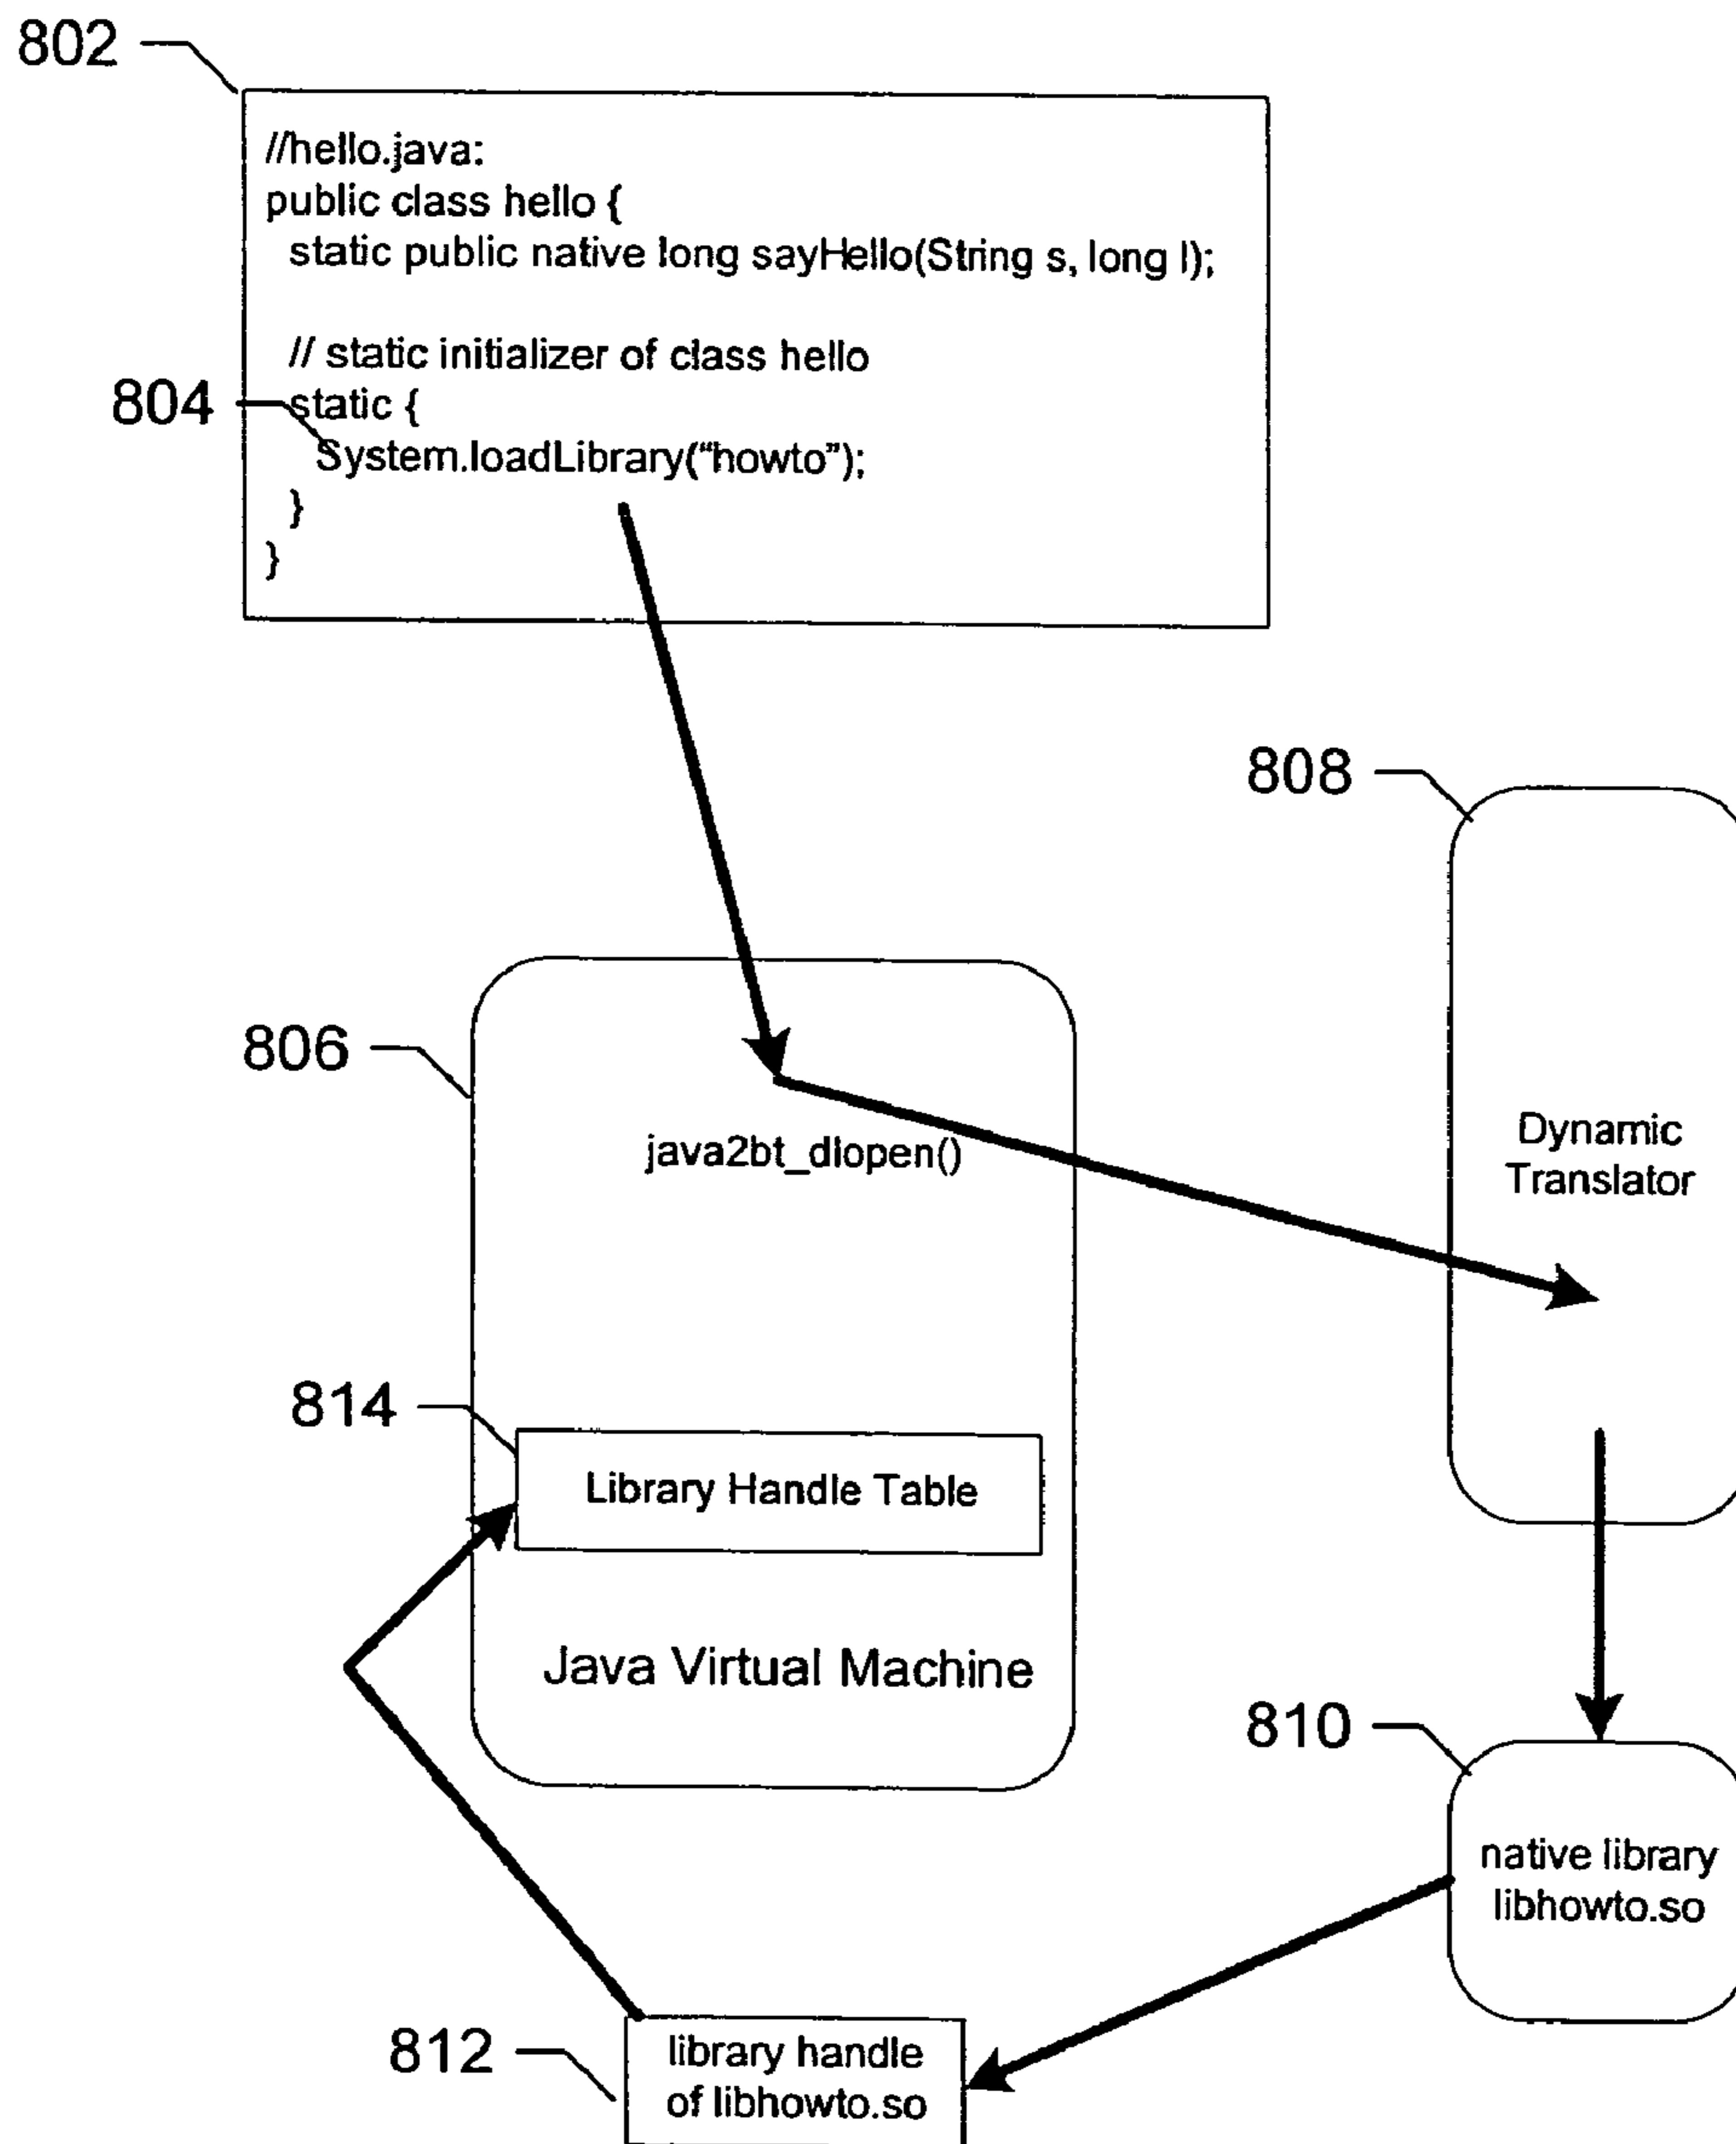 802
//hello.java:
public class hello {
static public native long sayHello(String s, long l);
// static initializer of class hello
804
static {
System.loadLibrary("howto");
}
}
808
806
java2bt_dlopen()
Dynamic
Translator
814
Library Handle Table
Java Virtual Machine
810
native library
libhowto.so
812
library handle
of libhowto.so